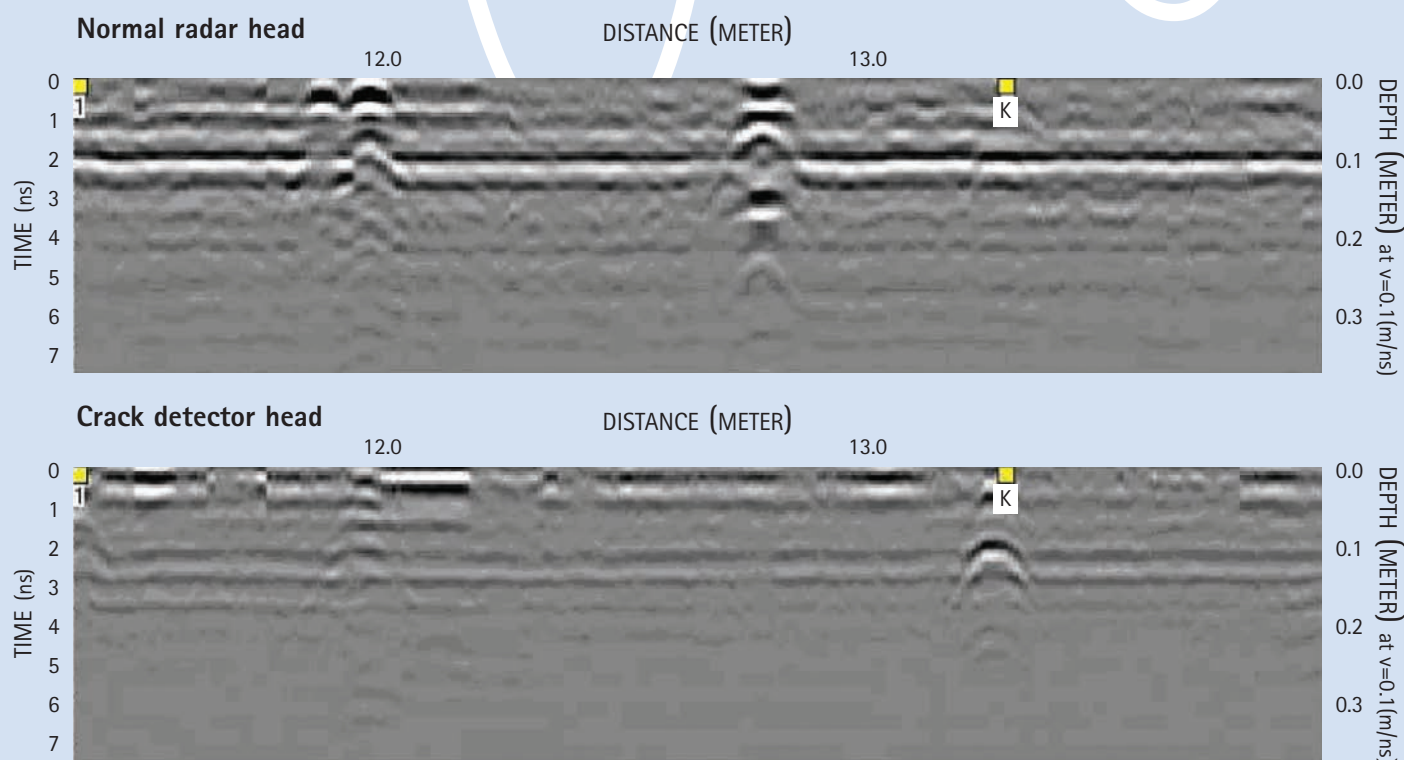 Normal radar head
DISTANCE (METER)
12.0 13.0
0
1
2
3
4
5
6
7
TIME (ns)
1
K
0.0
0.1
0.2
0.3
DEPTH (METER) at v=0.1(m/ns)
Crack detector head
DISTANCE (METER)
12.0 13.0
0
1
2
3
4
5
6
7
TIME (ns)
1
K
0.0
0.1
0.2
0.3
DEPTH (METER) at v=0.1(m/ns)